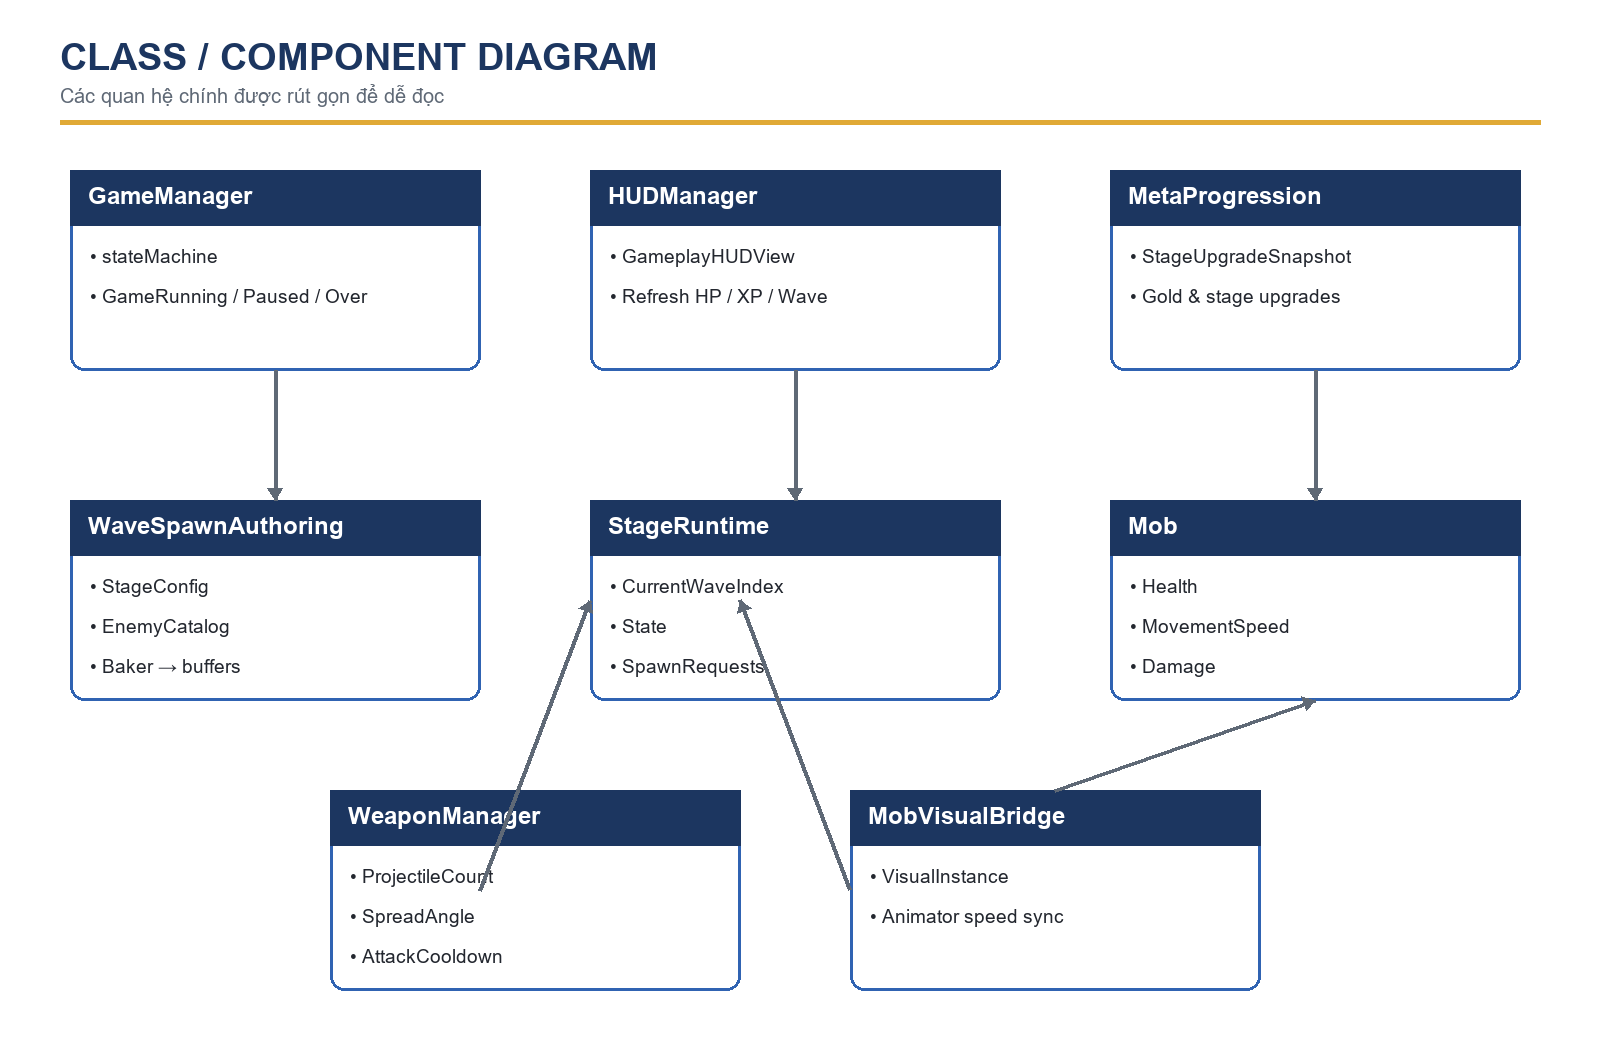 CLASS / COMPONENT DIAGRAM
Các quan hệ chính được rút gọn để dễ đọc
GameManager
• stateMachine
• GameRunning / Paused / Over
HUDManager
• GameplayHUDView
• Refresh HP / XP / Wave
MetaProgression
• StageUpgradeSnapshot
• Gold & stage upgrades
WaveSpawnAuthoring
• StageConfig
• EnemyCatalog
• Baker → buffers
StageRuntime
• CurrentWaveIndex
• State
• SpawnRequests
Mob
• Health
• MovementSpeed
• Damage
WeaponManager
• ProjectileCount
• SpreadAngle
• AttackCooldown
MobVisualBridge
• VisualInstance
• Animator speed sync